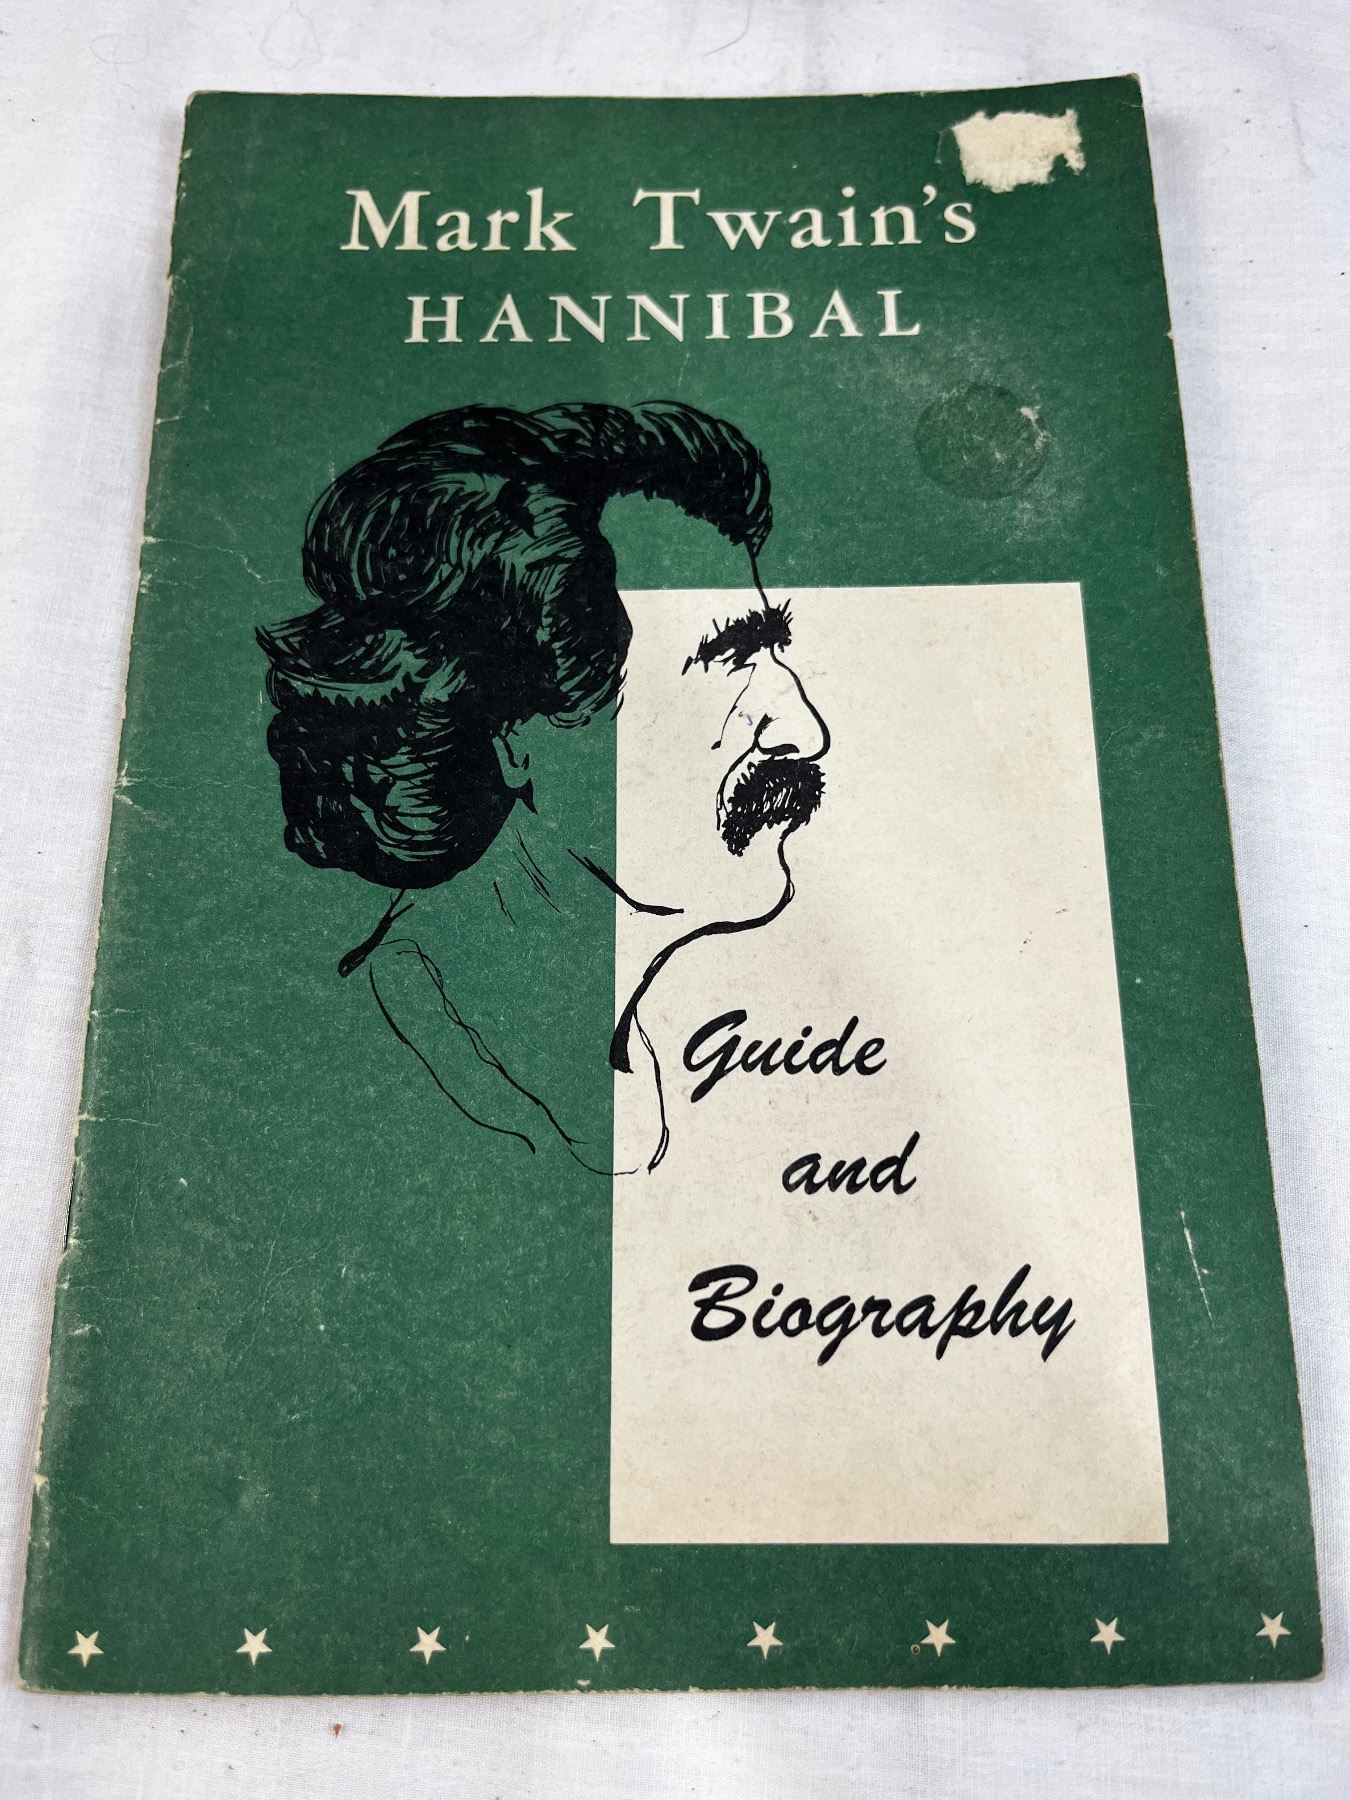 Mark Twain's
HANNIBAL
Guide
and
Biography